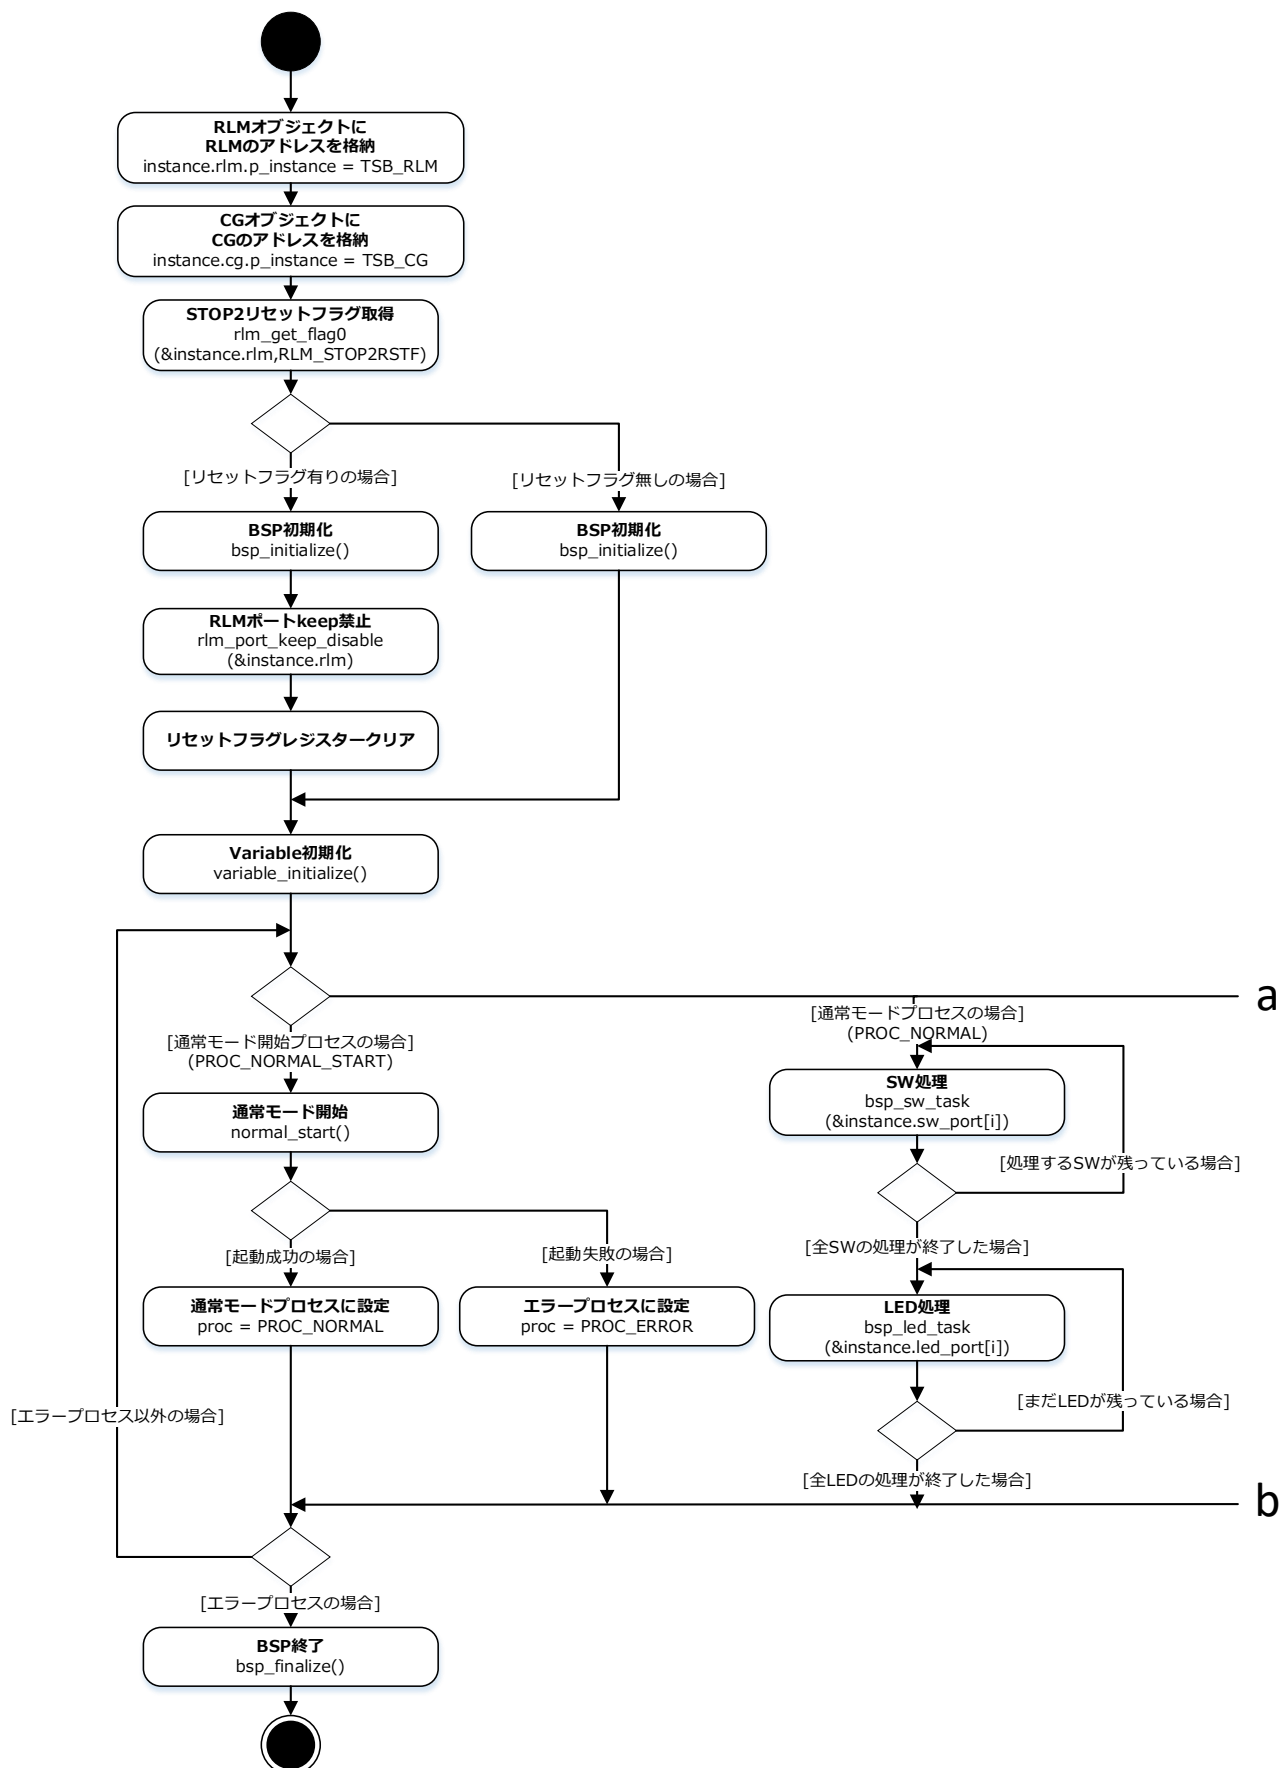 RLMオブジェクトに
RLMのアドレスを格納
instance.rlm.p_instance = TSB_RLM
CGオブジェクトに
CGのアドレスを格納
instance.cg.p_instance = TSB_CG
STOP2リセットフラグ取得
rlm_get_flag0
(&instance.rlm,RLM_STOP2RSTF)
[リセットフラグ有りの場合]
[リセットフラグ無しの場合]
BSP初期化
bsp_initialize()
BSP初期化
bsp_initialize()
RLMポートkeep禁止
rlm_port_keep_disable
(&instance.rlm)
リセットフラグレジスタークリア
Variable初期化
variable_initialize()
a
[通常モード開始プロセスの場合]
(PROC_NORMAL_START)
[通常モードプロセスの場合]
(PROC_NORMAL)
通常モード開始
normal_start()
SW処理
bsp_sw_task
(&instance.sw_port[i])
[処理するSWが残っている場合]
[起動成功の場合]
[起動失敗の場合]
[全SWの処理が終了した場合]
通常モードプロセスに設定
proc = PROC_NORMAL
エラープロセスに設定
proc = PROC_ERROR
LED処理
bsp_led_task
(&instance.led_port[i])
[エラープロセス以外の場合]
[まだLEDが残っている場合]
[全LEDの処理が終了した場合]
b
[エラープロセスの場合]
BSP終了
bsp_finalize()